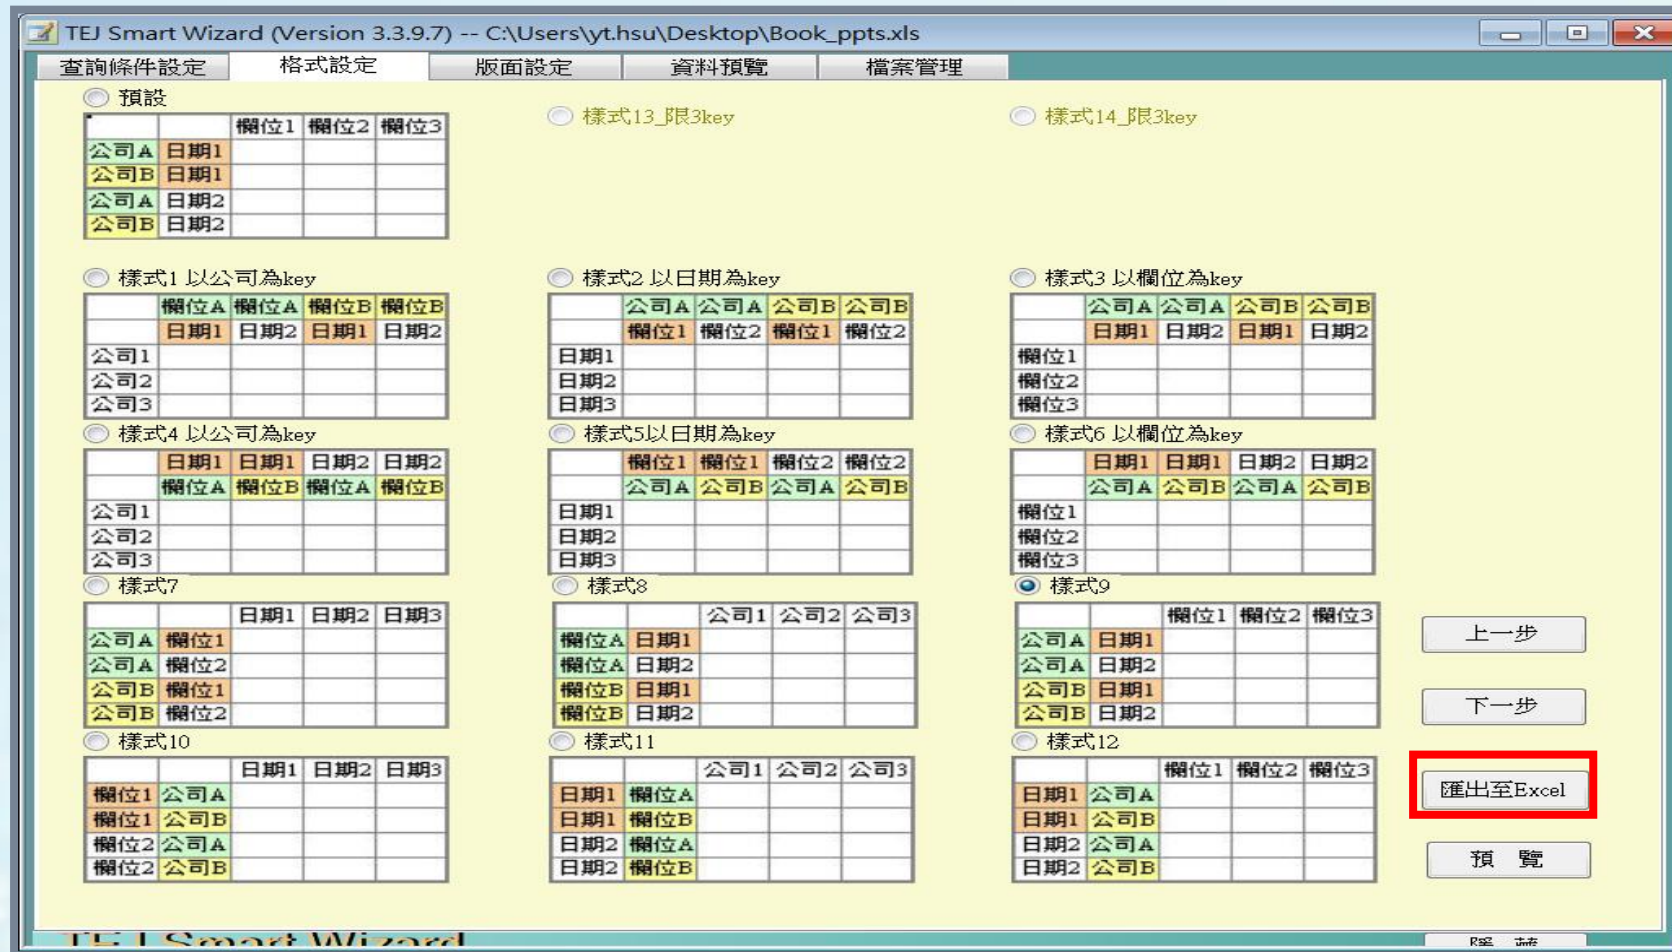 TEJ Smart Wizard (Version 3.3.9.7) -- C:\Users\yt.hsu\Desktop\Book_ppts.xls
查詢條件設定 格式設定 版面設定 資料預覽 檔案管理
預設
欄位1 欄位2 欄位3
公司A 日期1
公司B 日期1
公司A 日期2
公司B 日期2
樣式13_限3key
樣式14_限3key
樣式1 以公司為key
欄位A 欄位A 欄位B 欄位B
日期1 日期2 日期1 日期2
公司1
公司2
公司3
樣式2 以日期為key
公司A 公司A 公司B 公司B
欄位1 欄位2 欄位1 欄位2
日期1
日期2
日期3
樣式3 以欄位為key
公司A 公司A 公司B 公司B
日期1 日期2 日期1 日期2
欄位1
欄位2
欄位3
樣式4 以公司為key
日期1 日期1 日期2 日期2
欄位A 欄位B 欄位A 欄位B
公司1
公司2
公司3
樣式5以日期為key
欄位1 欄位1 欄位2 欄位2
公司A 公司B 公司A 公司B
日期1
日期2
日期3
樣式6 以欄位為key
日期1 日期1 日期2 日期2
公司A 公司B 公司A 公司B
欄位1
欄位2
欄位3
樣式7
日期1 日期2 日期3
公司A 欄位1
公司A 欄位2
公司B 欄位1
公司B 欄位2
樣式8
公司1 公司2 公司3
欄位A 日期1
欄位A 日期2
欄位B 日期1
欄位B 日期2
樣式9
欄位1 欄位2 欄位3
公司A 日期1
公司A 日期2
公司B 日期1
公司B 日期2
樣式10
日期1 日期2 日期3
欄位1 公司A
欄位1 公司B
欄位2 公司A
欄位2 公司B
樣式11
公司1 公司2 公司3
日期1 欄位A
日期1 欄位B
日期2 欄位A
日期2 欄位B
樣式12
欄位1 欄位2 欄位3
日期1 公司A
日期1 公司B
日期2 公司A
日期2 公司B
上一步
下一步
匯出至Excel
預 覽
TEJ Smart Wizard